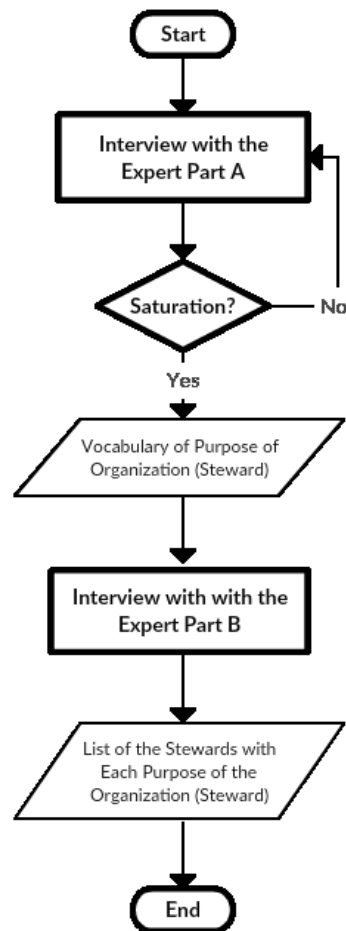 Start
Interview with the
Expert Part A
Saturation?
No
Yes
Vocabulary of Purpose of
Organization (Steward)
Interview with with the
Expert Part B
List of the Stewards with
Each Purpose of the
Organization (Steward)
End